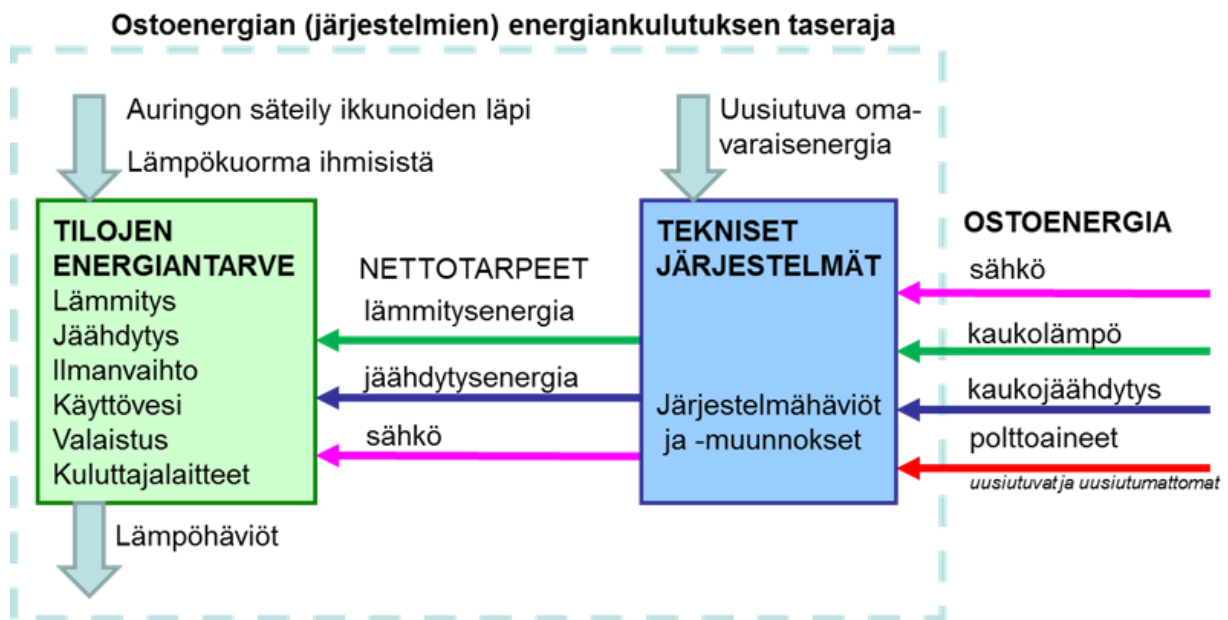 Ostoenergian (järjestelmien) energiankulutuksen taseraja
Auringon säteily ikkunoiden läpi
Lämpökuorma ihmisistä
Uusiutuva oma-
varaisenergia
TILOJEN
ENERGIANTARVE
Lämmitys
Jäähdytys
Ilmanvaihto
Käyttövesi
Valaistus
Kuluttajalaitteet
Lämpöhäviöt
NETTOTARPEET
lämmitysenergia
jäähdytysenergia
sähkö
TEKNISET
JÄRJESTELMÄT
Järjestelmähäviöt
ja -muunnokset
OSTOENERGIA
sähkö
kaukolämpö
kaukojäähdytys
polttoaineet
uusiutuvat ja uusiutumattomat